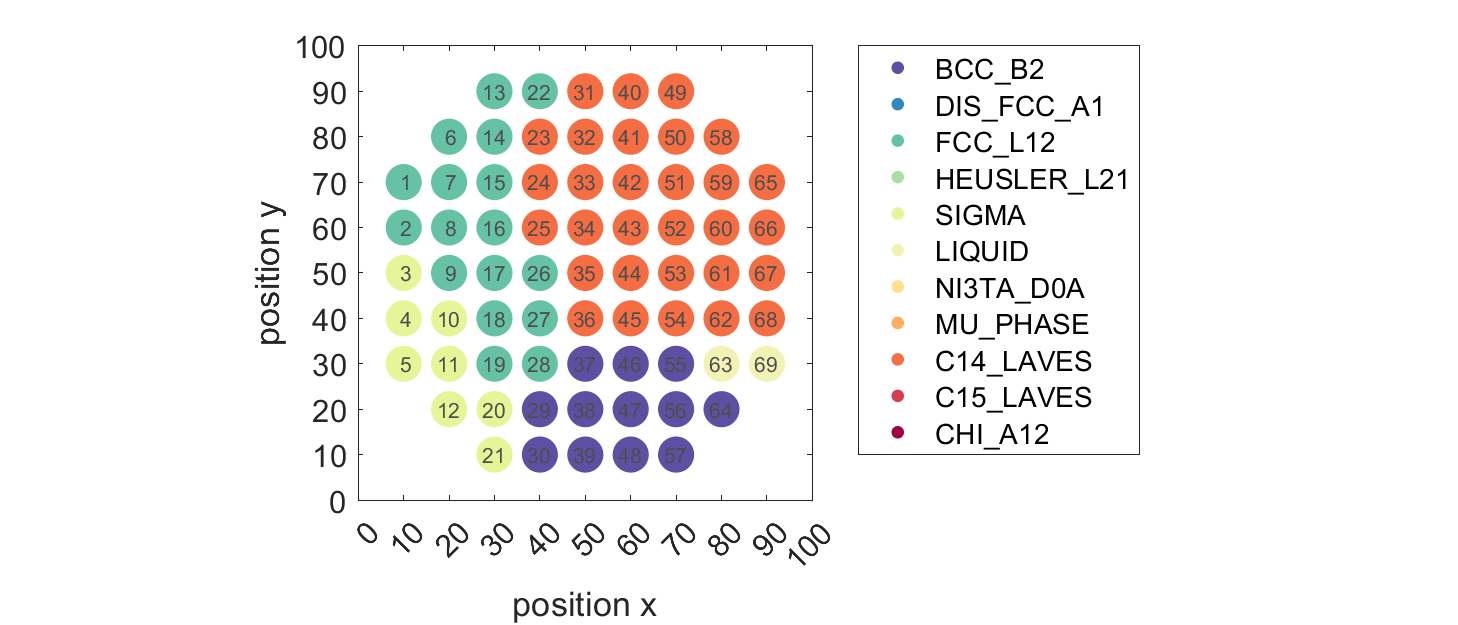 100
90 13 22 31 40 49
80 6 14 23 32 41 50 58
70 1 7 15 24 33 42 51 59 65
60 2 8 16 25 34 43 52 60 66
50 3 9 17 26 35 44 53 61 67
40 4 10 18 27 36 45 54 62 68
30 5 11 19 28 37 46 55 63 69
20 12 20 29 38 47 56 64
10 21 30 39 48 57
0
0 10 20 30 40 50 60 70 80 90 100
position x
position y
BCC_B2
DIS_FCC_A1
FCC_L12
HEUSLER_L21
SIGMA
LIQUID
NI3TA_D0A
MU_PHASE
C14_LAVES
C15_LAVES
CHI_A12